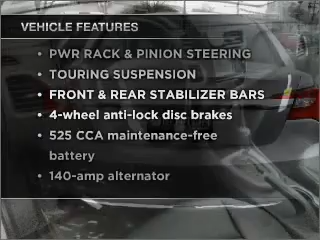 VEHICLE FEATURES
• PWR RACK & PINION STEERING
• TOURING SUSPENSION
• FRONT & REAR STABILIZER BARS
• 4-wheel anti-lock disc brakes
• 525 CCA maintenance-free
battery
• 140-amp alternator